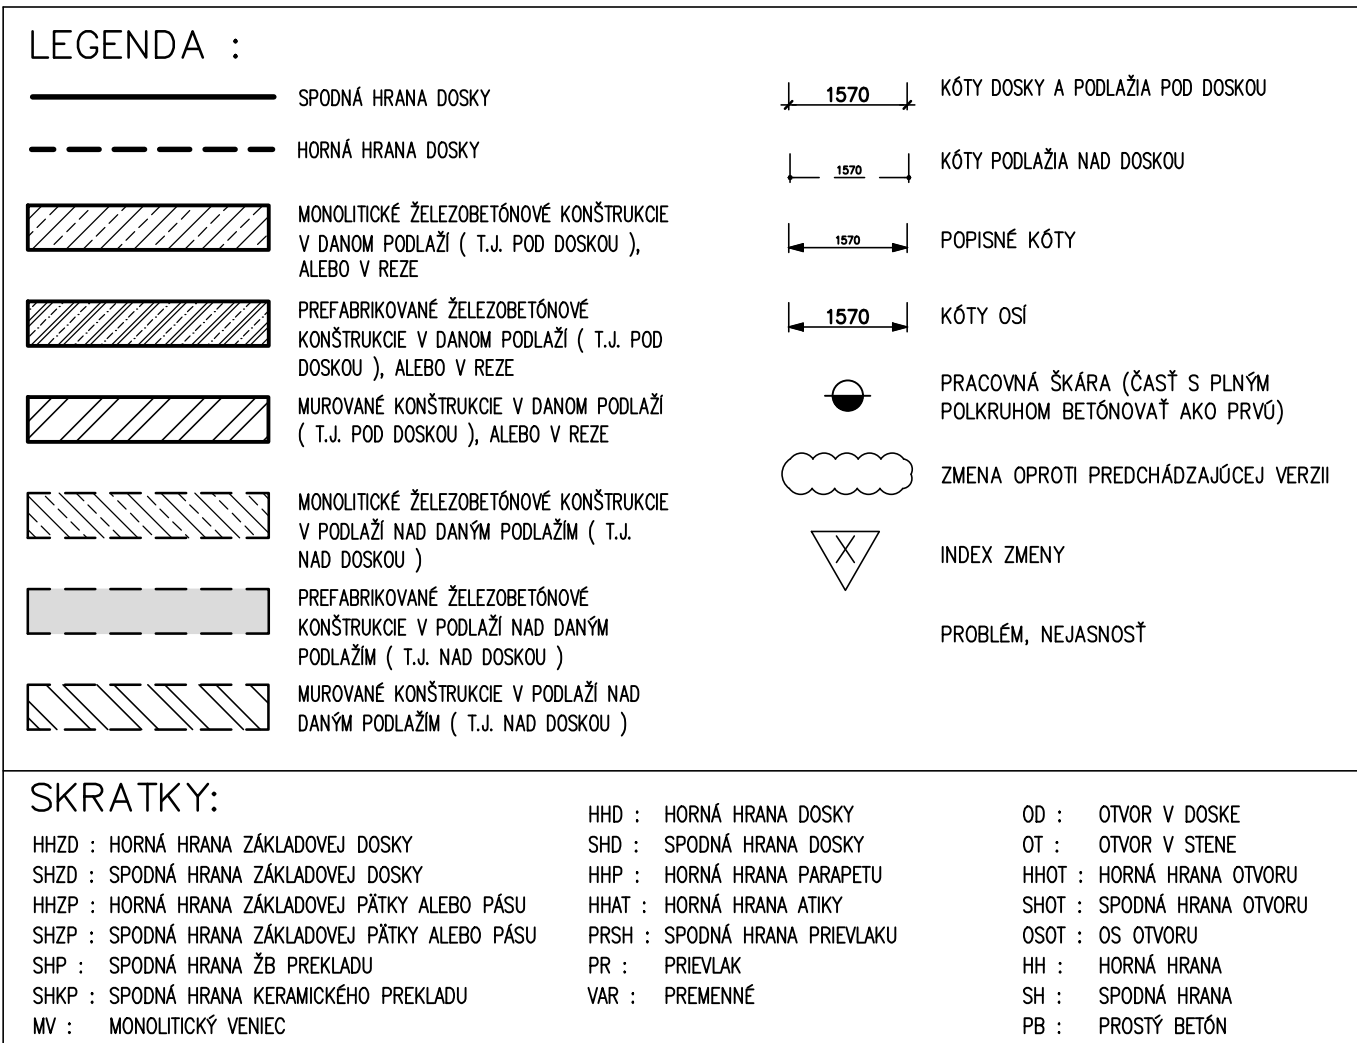 LEGENDA :
SPODNÁ HRANA DOSKY
HORNÁ HRANA DOSKY
MONOLITICKÉ ŽELEZOBETÓNOVÉ KONŠTRUKCIE
V DANOM PODLAŽÍ ( T.J. POD DOSKOU ),
ALEBO V REZE
PREFABRIKOVANÉ ŽELEZOBETÓNOVÉ
KONŠTRUKCIE V DANOM PODLAŽÍ ( T.J. POD
DOSKOU ), ALEBO V REZE
MUROVANÉ KONŠTRUKCIE V DANOM PODLAŽÍ
( T.J. POD DOSKOU ), ALEBO V REZE
MONOLITICKÉ ŽELEZOBETÓNOVÉ KONŠTRUKCIE
V PODLAŽÍ NAD DANÝM PODLAŽÍM ( T.J.
NAD DOSKOU )
PREFABRIKOVANÉ ŽELEZOBETÓNOVÉ
KONŠTRUKCIE V PODLAŽÍ NAD DANÝM
PODLAŽÍM ( T.J. NAD DOSKOU )
MUROVANÉ KONŠTRUKCIE V PODLAŽÍ NAD
DANÝM PODLAŽÍM ( T.J. NAD DOSKOU )
1570 KÓTY DOSKY A PODLAŽIA POD DOSKOU
1570 KÓTY PODLAŽIA NAD DOSKOU
1570 POPISNÉ KÓTY
1570 KÓTY OSÍ
PRACOVNÁ ŠKÁRA (ČASŤ S PLNÝM
POLKRUHOM BETÓNOVAŤ AKO PRVÚ)
ZMENA OPROTI PREDCHÁDZAJÚCEJ VERZII
X INDEX ZMENY
PROBLÉM, NEJASNOSŤ
SKRATKY:
HHZD : HORNÁ HRANA ZÁKLADOVEJ DOSKY
SHZD : SPODNÁ HRANA ZÁKLADOVEJ DOSKY
HHZP : HORNÁ HRANA ZÁKLADOVEJ PÄTKY ALEBO PÁSU
SHZP : SPODNÁ HRANA ZÁKLADOVEJ PÄTKY ALEBO PÁSU
SHP : SPODNÁ HRANA ŽB PREKLADU
SHKP : SPODNÁ HRANA KERAMICKÉHO PREKLADU
MV : MONOLITICKÝ VENIEC
HHD : HORNÁ HRANA DOSKY
SHD : SPODNÁ HRANA DOSKY
HHP : HORNÁ HRANA PARAPETU
HHAT : HORNÁ HRANA ATIKY
PRSH : SPODNÁ HRANA PRIEVLAKU
PR : PRIEVLAK
VAR : PREMENNÉ
OD : OTVOR V DOSKE
OT : OTVOR V STENE
HHOT : HORNÁ HRANA OTVORU
SHOT : SPODNÁ HRANA OTVORU
OSOT : OS OTVORU
HH : HORNÁ HRANA
SH : SPODNÁ HRANA
PB : PROSTÝ BETÓN